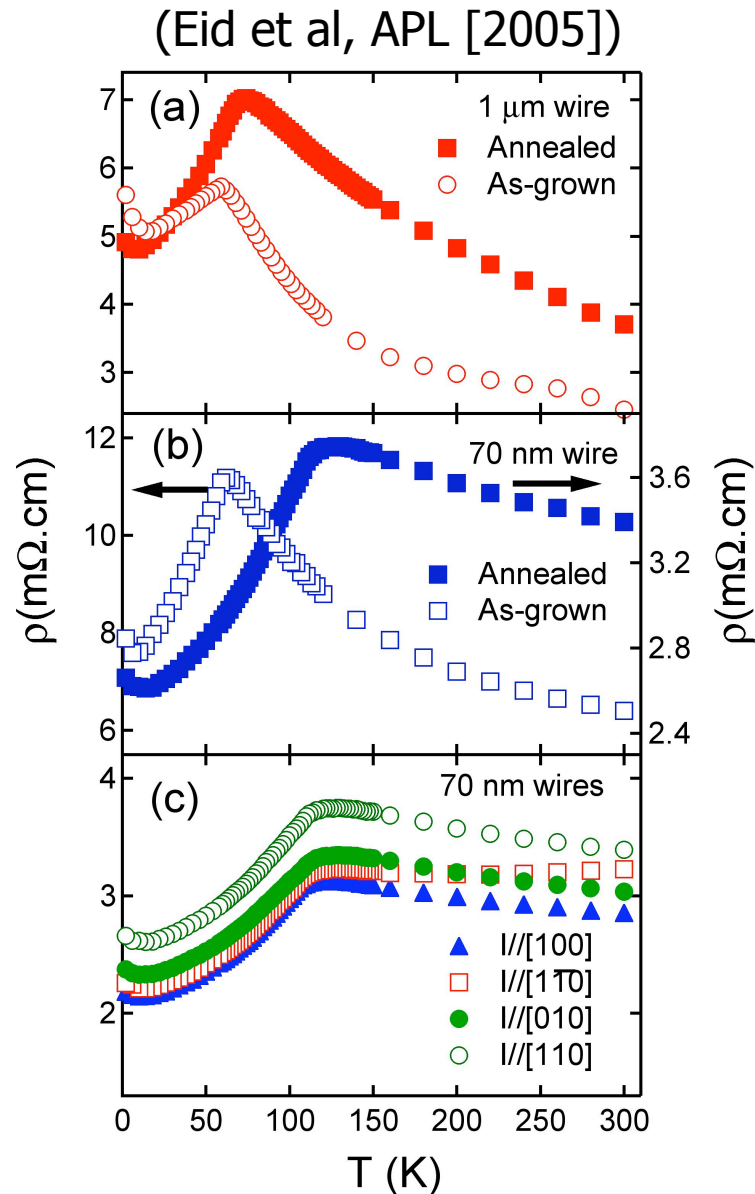 (Eid et al, APL [2005])
(a)
1 μm wire
Annealed
As-grown
7
6
5
4
3
(b)
70 nm wire
Annealed
As-grown
12
10
8
6
3.6
3.2
2.8
2.4
ρ(mΩ.cm)
ρ(mΩ.cm)
(c)
70 nm wires
I//[100]
I//[11̅0]
I//[010]
I//[110]
4
3
2
0 50 100 150 200 250 300
T (K)